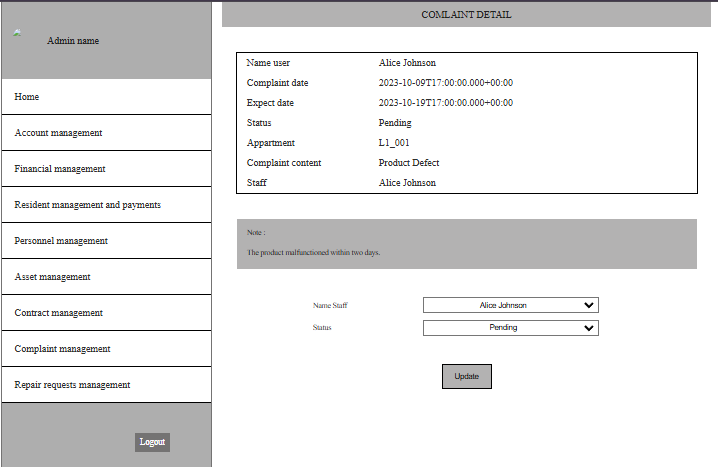 Admin name
Home
Account management
Financial management
Resident management and payments
Personnel management
Asset management
Contract management
Complaint management
Repair requests management
Logout
COMLAINT DETAIL
Name user Alice Johnson
Complaint date 2023-10-09T17:00:00.000+00:00
Expect date 2023-10-19T17:00:00.000+00:00
Status Pending
Appartment L1_001
Complaint content Product Defect
Staff Alice Johnson
Note :
The product malfunctioned within two days.
Name Staff Alice Johnson
Status Pending
Update